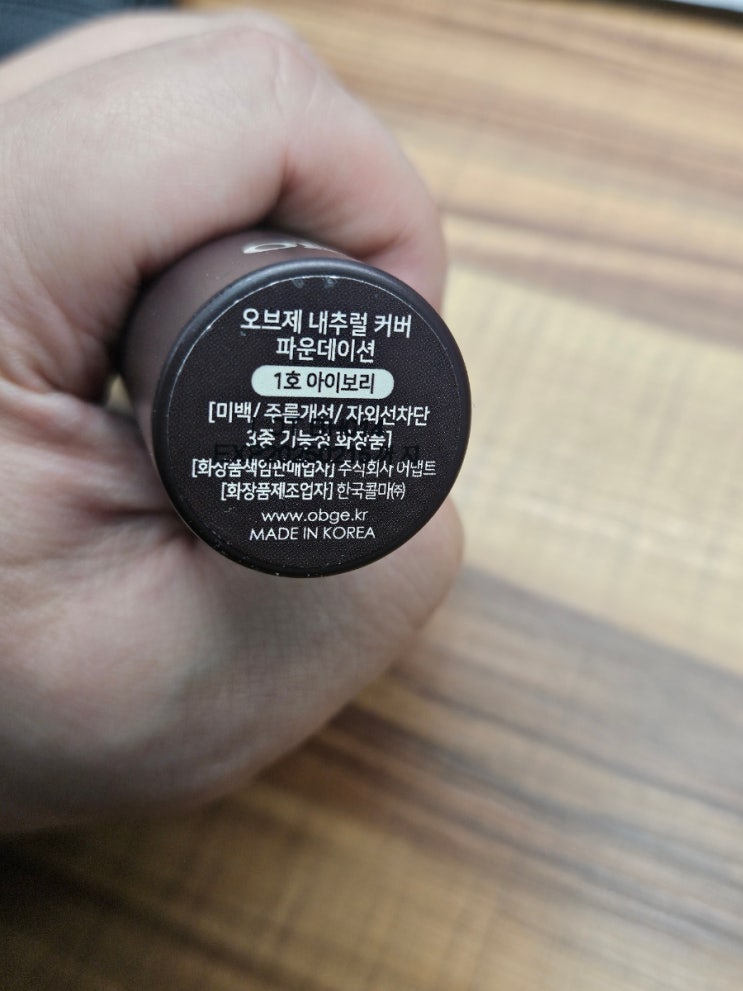 오브제 내추럴 커버
파운데이션
1호 아이보리
[미백/ 주름개선/ 자외선차단
3중 기능성 화장품]
EXP
[화장품책임판매업자] 주식회사 어댑트
[화장품제조업자] 한국콜마㈜
www.obge.kr
MADE IN KOREA